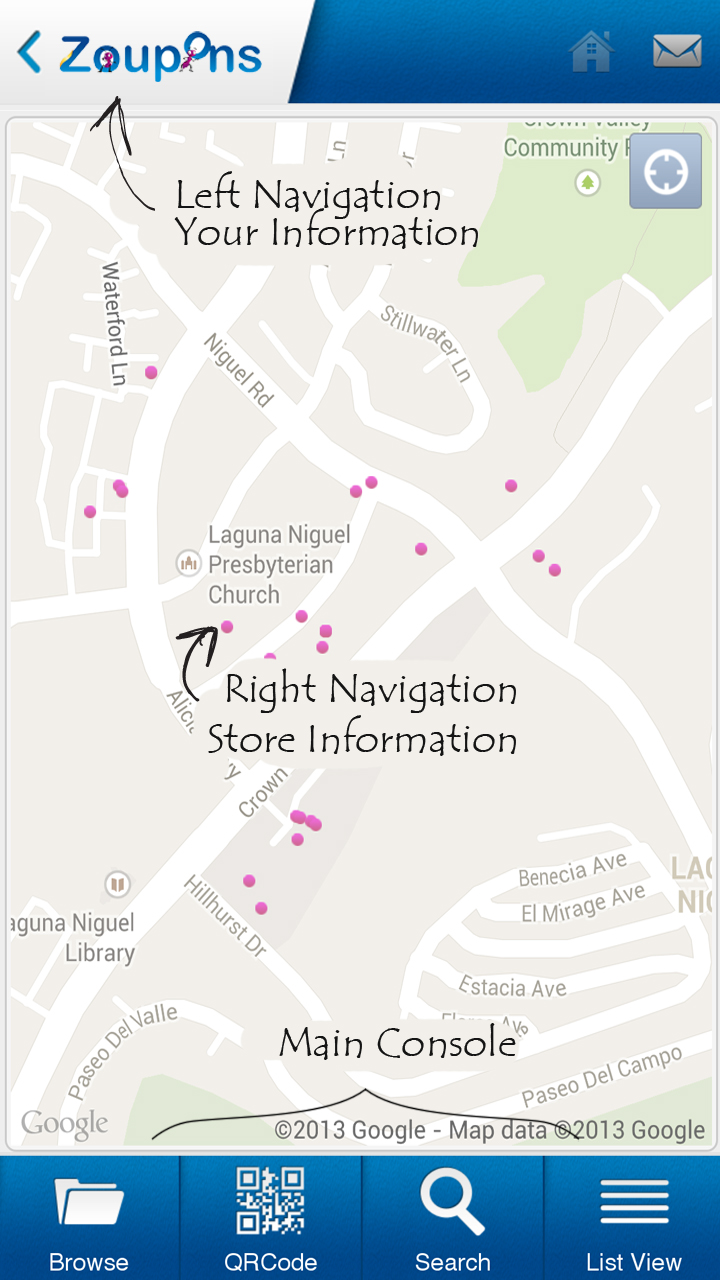 Zoupons
Crown Valley
Community
Left Navigation
Your Information
Waterford Ln
Stillwater Ln
Niguel Rd
Laguna Niguel
Presbyterian
Church
Right Navigation
Store Information
Crown
Benecia Ave
El Mirage Ave
Hillhurst Dr
aguna Niguel
Library
Estacia Ave
Main Console
Paseo Del Valle
Paseo Del Campo
Google
©2013 Google - Map data ©2013 Google
Browse
QRCode
Search
List View